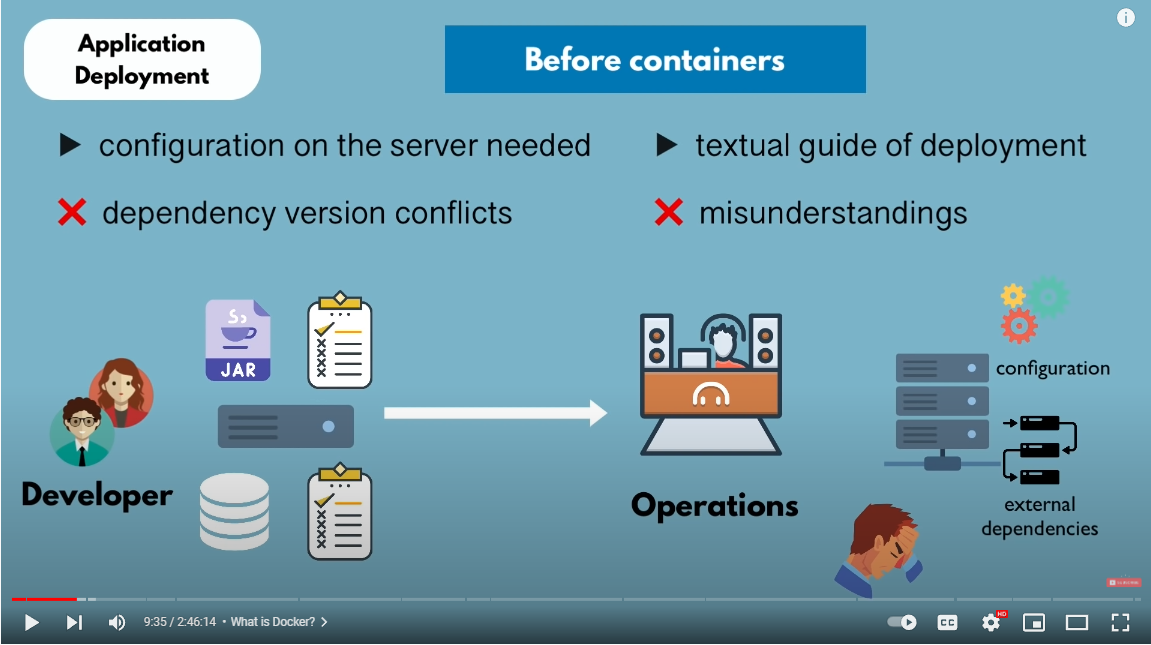 Application
Deployment
Before containers
configuration on the server needed
dependency version conflicts
textual guide of deployment
misunderstandings
JAR
Developer
Operations
configuration
external
dependencies
9:35 / 2:46:14 • What is Docker? >
CC
HD